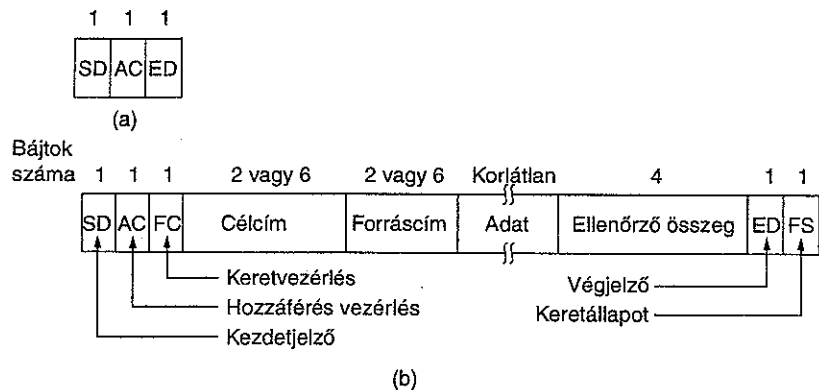 1 1 1
SD AC ED
(a)
Bájtok
száma 1 1 1 2 vagy 6 2 vagy 6 Korlátlan 4 1 1
SD AC FC Célcím Forráscím Adat Ellenőrző összeg ED FS
Keretvezérlés
Végjelző
Hozzáférés vezérlés
Keretállapot
Kezdetjelző
(b)